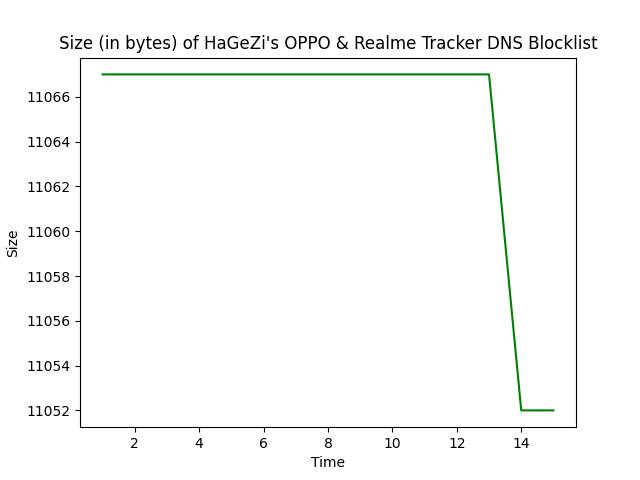 Size (in bytes) of HaGeZi's OPPO & Realme Tracker DNS Blocklist
11066
11064
11062
11060
11058
11056
11054
11052
Size
2 4 6 8 10 12 14
Time